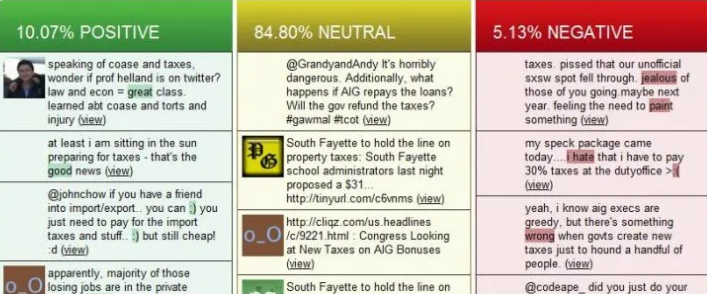 10.07% POSITIVE
speaking of coase and taxes,
wonder if prof helland is on twitter?
law and econ = great class.
learned abt coase and torts and
injury (view)
at least i am sitting in the sun
preparing for taxes - that's the
good news (view)
@johnchow if you have a friend
into import/export.. you can ;) you
just need to pay for the import
taxes and stuff.. ;) but still cheap!
:d (view)
apparently, majority of those
losing jobs are in the private
84.80% NEUTRAL
@GrandyandAndy It's horribly
dangerous. Additionally, what
happens if AIG repays the loans?
Will the gov refund the taxes?
#gawmal #tcot (view)
PG
South Fayette to hold the line on
property taxes: South Fayette
school administrators last night
proposed a $31...
http://tinyurl.com/c6vnms (view)
o_O
http://cliqz.com/us.headlines
/c/9221.html : Congress Looking
at New Taxes on AIG Bonuses
(view)
South Fayette to hold the line on
5.13% NEGATIVE
taxes. pissed that our unofficial
sxsw spot fell through. jealous of
those of you going.maybe next
year. feeling the need to paint
something (view)
my speck package came
today....i hate that i have to pay
30% taxes at the dutyoffice >:(
(view)
yeah, i know aig execs are
greedy, but there's something
wrong when govts create new
taxes just to hound a handful of
people. (view)
@codeape_ did you just do your
o_O